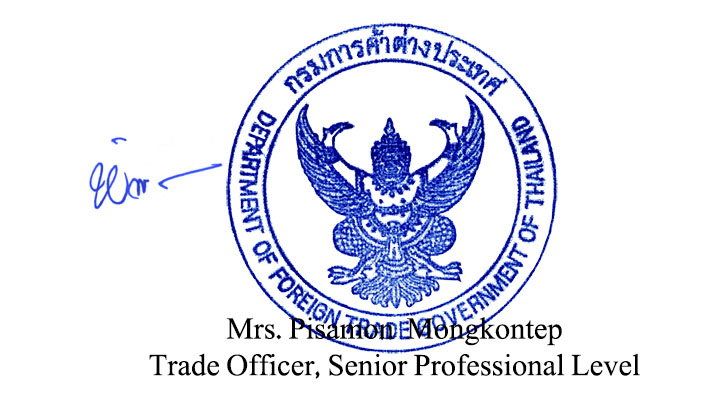 กรมการค้าต่างประเทศ
DEPARTMENT OF FOREIGN TRADE GOVERNMENT OF THAILAND
Mrs. Pisamon Mongkontep
Trade Officer, Senior Professional Level